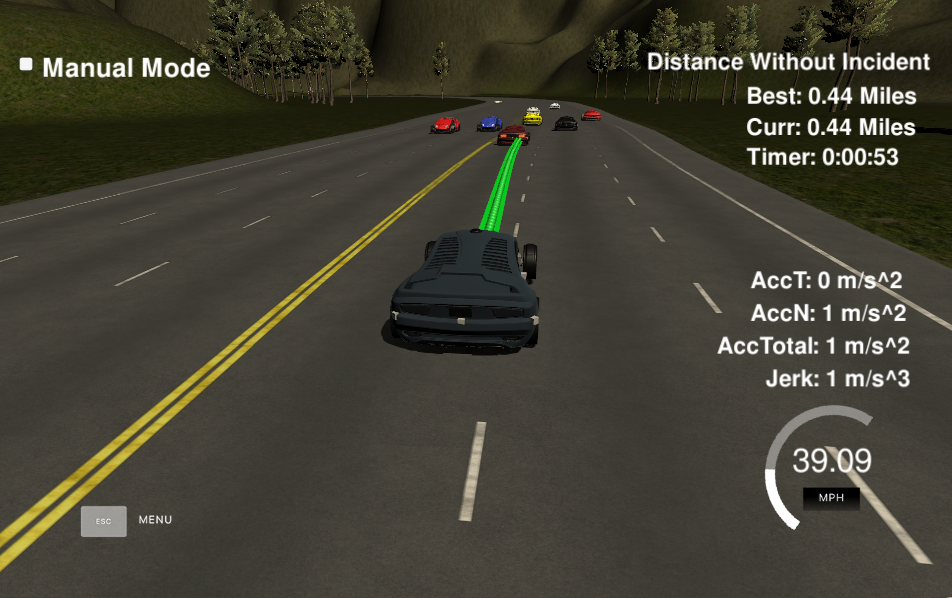 Manual Mode
Distance Without Incident
Best: 0.44 Miles
Curr: 0.44 Miles
Timer: 0:00:53
AccT: 0 m/s^2
AccN: 1 m/s^2
AccTotal: 1 m/s^2
Jerk: 1 m/s^3
39.09
MPH
ESC MENU